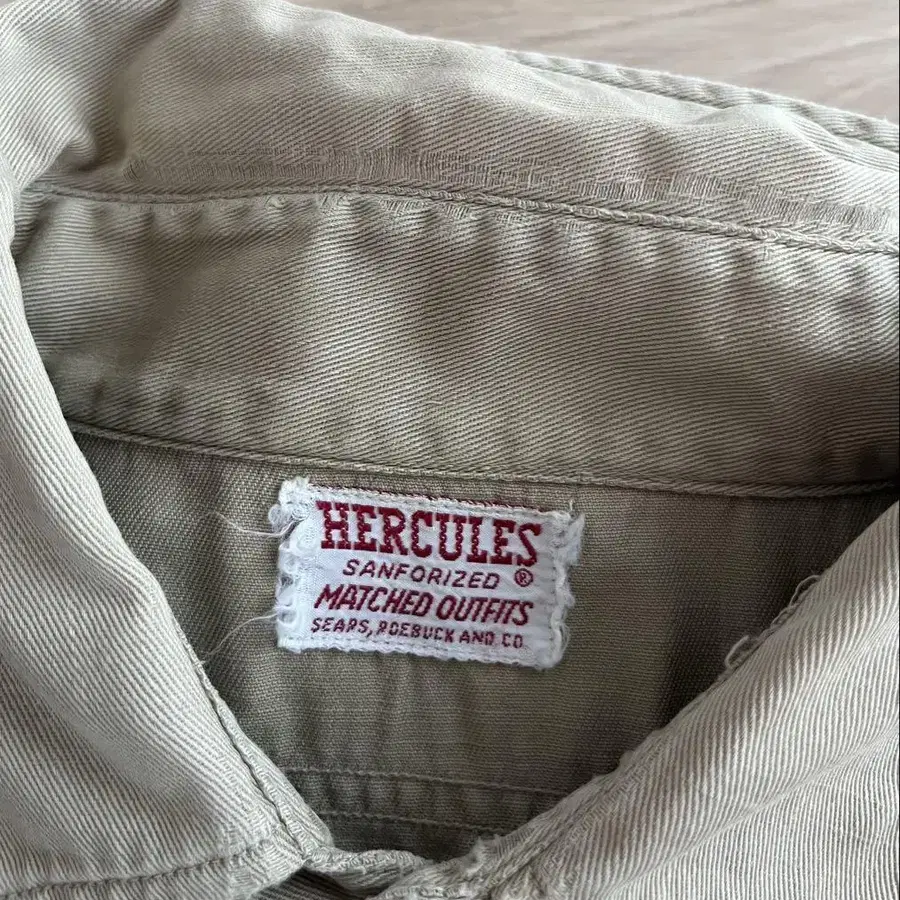 HERCULES
SANFORIZED ®
MATCHED OUTFITS
SEARS, ROEBUCK AND CO.